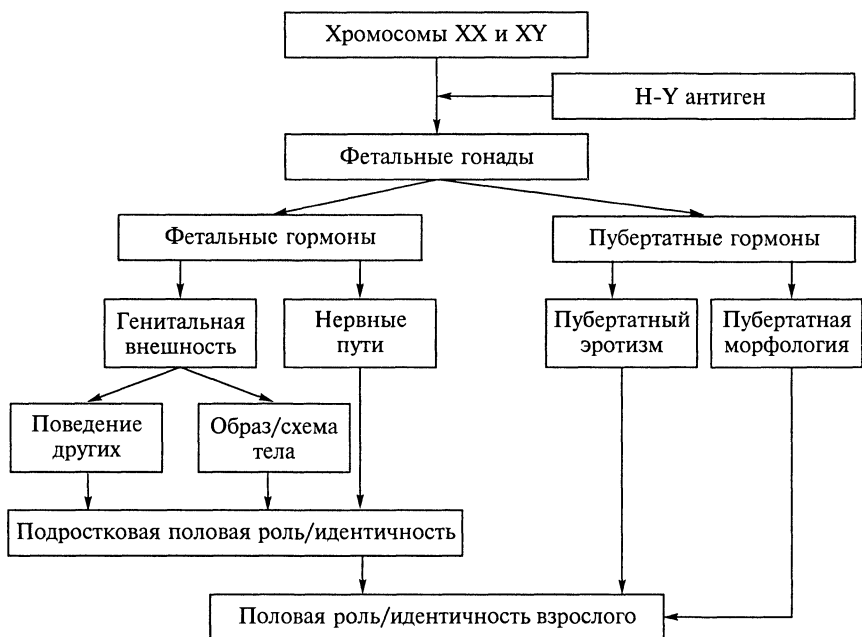 Хромосомы XX и XY
H-Y антиген
Фетальные гонады
Фетальные гормоны
Пубертатные гормоны
Генитальная
внешность
Нервные
пути
Пубертатный
эротизм
Пубертатная
морфология
Поведение
других
Образ/схема
тела
Подростковая половая роль/идентичность
Половая роль/идентичность взрослого